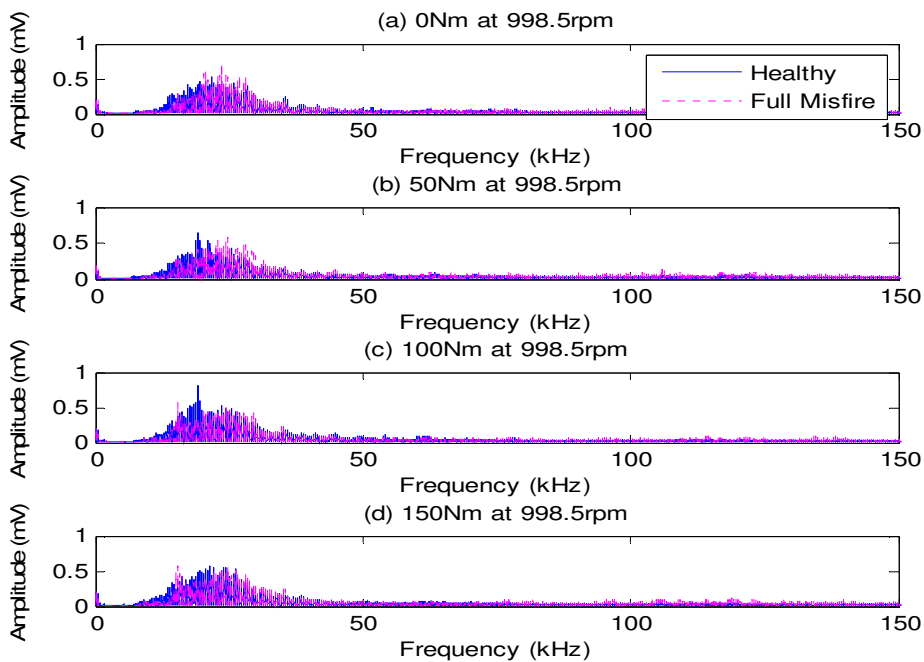 (a) 0Nm at 998.5rpm
Amplitude (mV)
1
0.5
0
Healthy
Full Misfire
0 50 100 150
Frequency (kHz)
(b) 50Nm at 998.5rpm
Amplitude (mV)
1
0.5
0
0 50 100 150
Frequency (kHz)
(c) 100Nm at 998.5rpm
Amplitude (mV)
1
0.5
0
0 50 100 150
Frequency (kHz)
(d) 150Nm at 998.5rpm
Amplitude (mV)
1
0.5
0
0 50 100 150
Frequency (kHz)